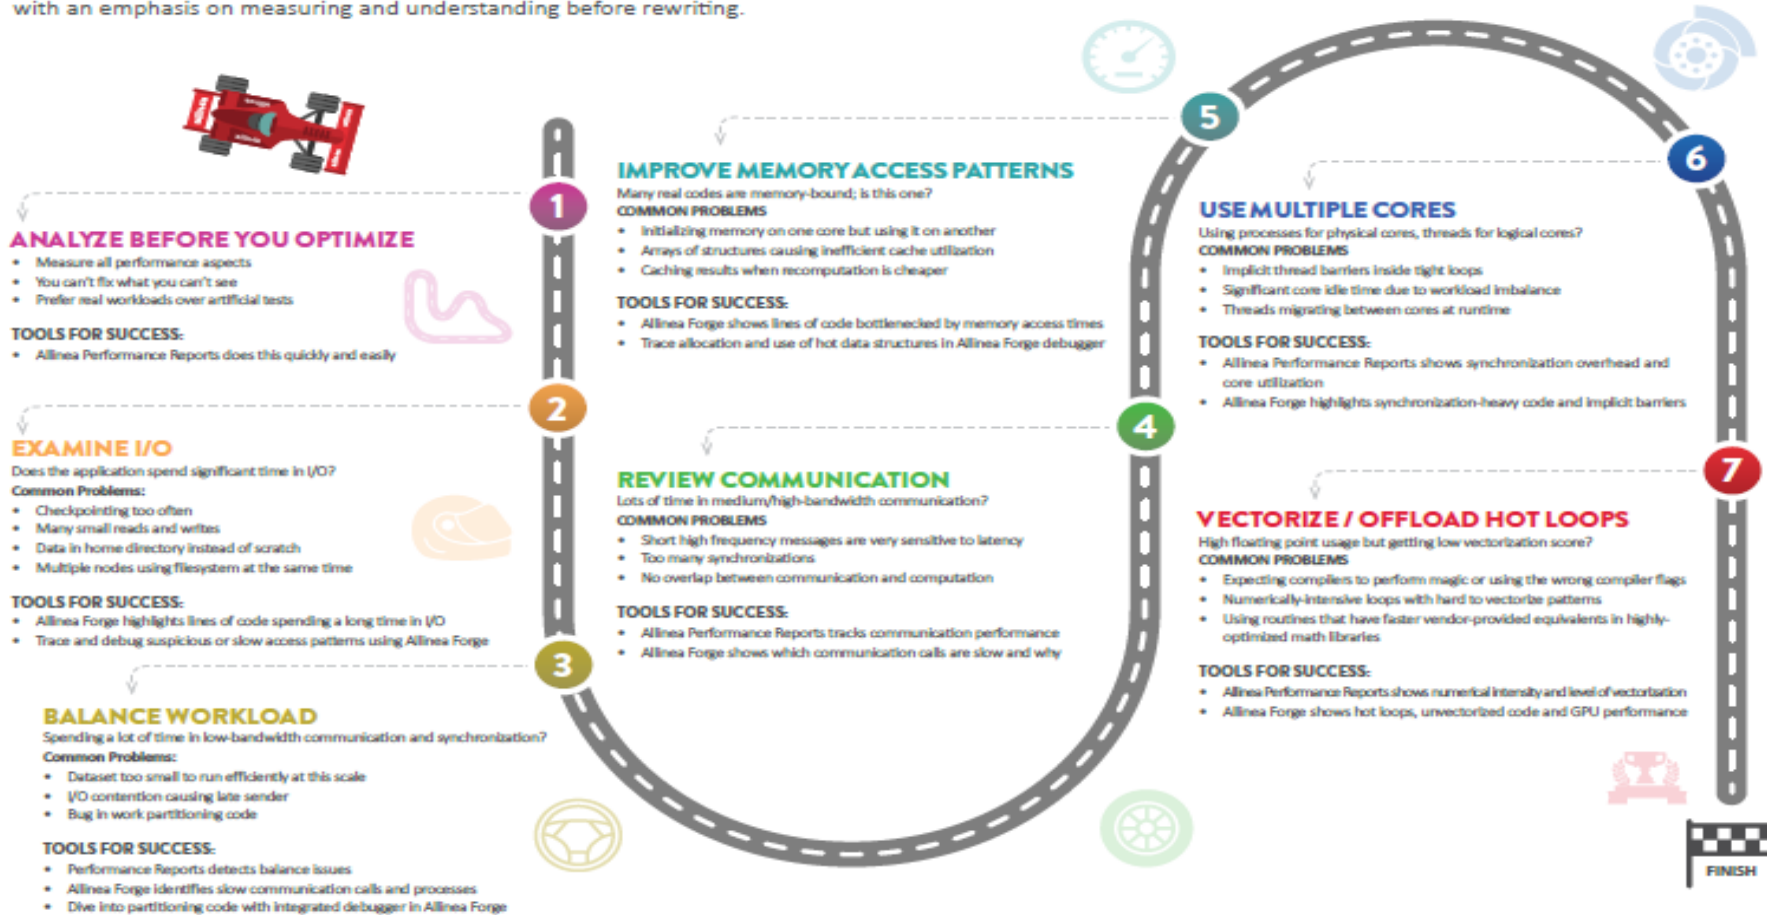 with an emphasis on measuring and understanding before rewriting.
1
ANALYZE BEFORE YOU OPTIMIZE
• Measure all performance aspects
• You can't fix what you can't see
• Prefer real workloads over artificial tests
TOOLS FOR SUCCESS:
• Allinea Performance Reports does this quickly and easily
2
EXAMINE I/O
Does the application spend significant time in I/O?
Common Problems:
• Checkpointing too often
• Many small reads and writes
• Data in home directory instead of scratch
• Multiple nodes using filesystem at the same time
TOOLS FOR SUCCESS:
• Allinea Forge highlights lines of code spending a long time in I/O
• Trace and debug suspicious or slow access patterns using Allinea Forge
3
BALANCE WORKLOAD
Spending a lot of time in low-bandwidth communication and synchronization?
Common Problems:
• Dataset too small to run efficiently at this scale
• I/O contention causing late sender
• Bug in work partitioning code
TOOLS FOR SUCCESS:
• Performance Reports detects balance issues
• Allinea Forge identifies slow communication calls and processes
• Dive into partitioning code with integrated debugger in Allinea Forge
4
REVIEW COMMUNICATION
Lots of time in medium/high-bandwidth communication?
COMMON PROBLEMS
• Short high frequency messages are very sensitive to latency
• Too many synchronizations
• No overlap between communication and computation
TOOLS FOR SUCCESS:
• Allinea Performance Reports tracks communication performance
• Allinea Forge shows which communication calls are slow and why
5
IMPROVE MEMORY ACCESS PATTERNS
Many real codes are memory-bound; is this one?
COMMON PROBLEMS
• Initializing memory on one core but using it on another
• Arrays of structures causing inefficient cache utilization
• Caching results when recomputation is cheaper
TOOLS FOR SUCCESS:
• Allinea Forge shows lines of code bottlenecked by memory access times
• Trace allocation and use of hot data structures in Allinea Forge debugger
6
USE MULTIPLE CORES
Using processes for physical cores, threads for logical cores?
COMMON PROBLEMS
• Implicit thread barriers inside tight loops
• Significant core idle time due to workload imbalance
• Threads migrating between cores at runtime
TOOLS FOR SUCCESS:
• Allinea Performance Reports shows synchronization overhead and
core utilization
• Allinea Forge highlights synchronization-heavy code and implicit barriers
7
VECTORIZE / OFFLOAD HOT LOOPS
High floating point usage but getting low vectorization score?
COMMON PROBLEMS
• Expecting compilers to perform magic or using the wrong compiler flags
• Numerically-intensive loops with hard to vectorize patterns
• Using routines that have faster vendor-provided equivalents in highly-
optimized math libraries
TOOLS FOR SUCCESS:
• Allinea Performance Reports shows numerical intensity and level of vectorization
• Allinea Forge shows hot loops, unvectorized code and GPU performance
FINISH